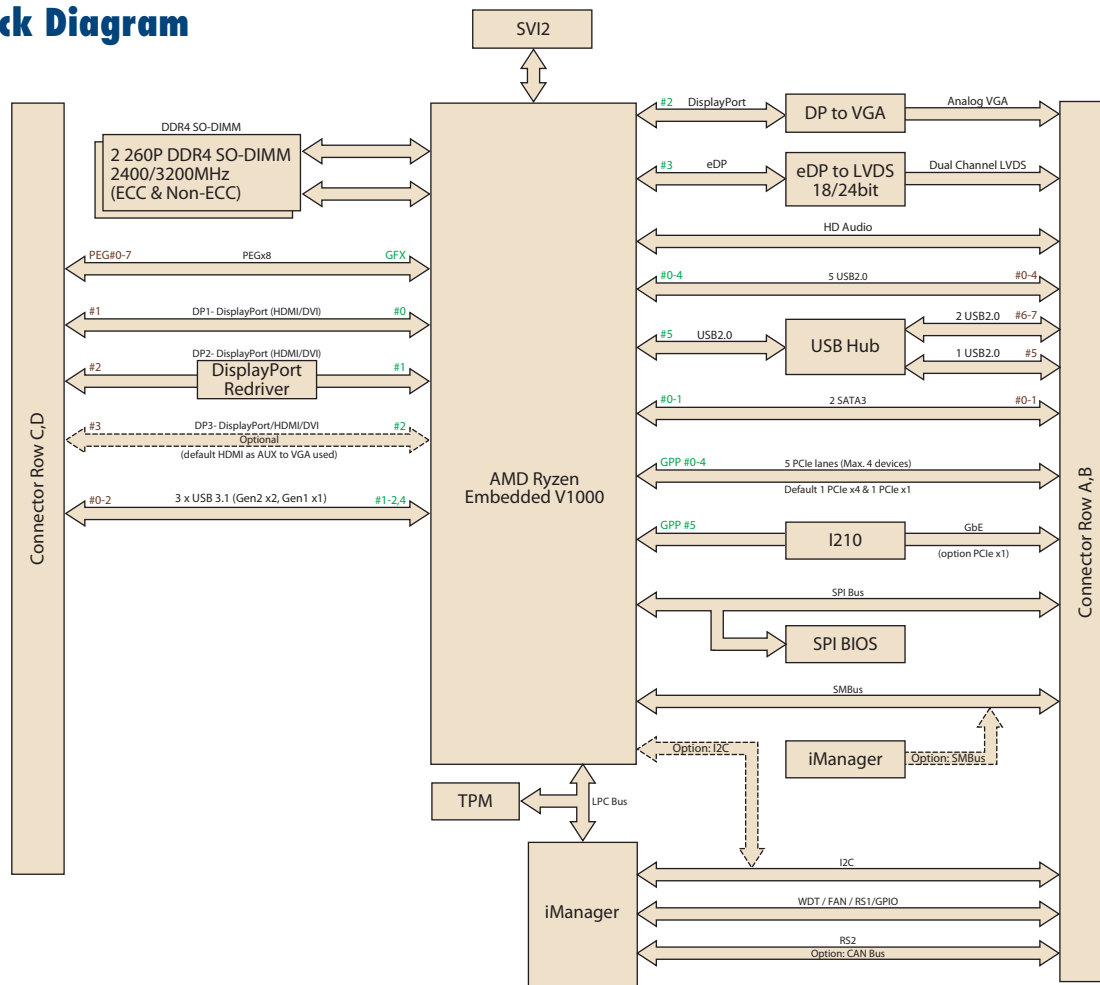 ck Diagram
SVI2
DDR4 SO-DIMM
2 260P DDR4 SO-DIMM
2400/3200MHz
(ECC & Non-ECC)
PEG#0-7 PEGx8 GFX
#1 DP1- DisplayPort (HDMI/DVI) #0
DP2- DisplayPort (HDMI/DVI)
#2 DisplayPort #1
Redriver
#3 DP3- DisplayPort/HDMI/DVI #2
Optional
(default HDMI as AUX to VGA used)
#0-2 3 x USB 3.1 (Gen2 x2, Gen1 x1) #1-2,4
Connector Row C,D
AMD Ryzen
Embedded V1000
#2 DisplayPort
DP to VGA
Analog VGA
#3 eDP
eDP to LVDS
18/24bit
Dual Channel LVDS
HD Audio
#0-4 5 USB2.0 #0-4
#5 USB2.0
USB Hub
2 USB2.0 #6-7
1 USB2.0 #5
#0-1 2 SATA3 #0-1
GPP #0-4 5 PCIe lanes (Max. 4 devices)
Default 1 PCIe x4 & 1 PCIe x1
GPP #5
I210
GbE
(option PCIe x1)
SPI Bus
SPI BIOS
SMBus
Option: I2C
iManager
Option: SMBus
TPM
LPC Bus
iManager
I2C
WDT / FAN / RS1/GPIO
RS2
Option: CAN Bus
Connector Row A,B